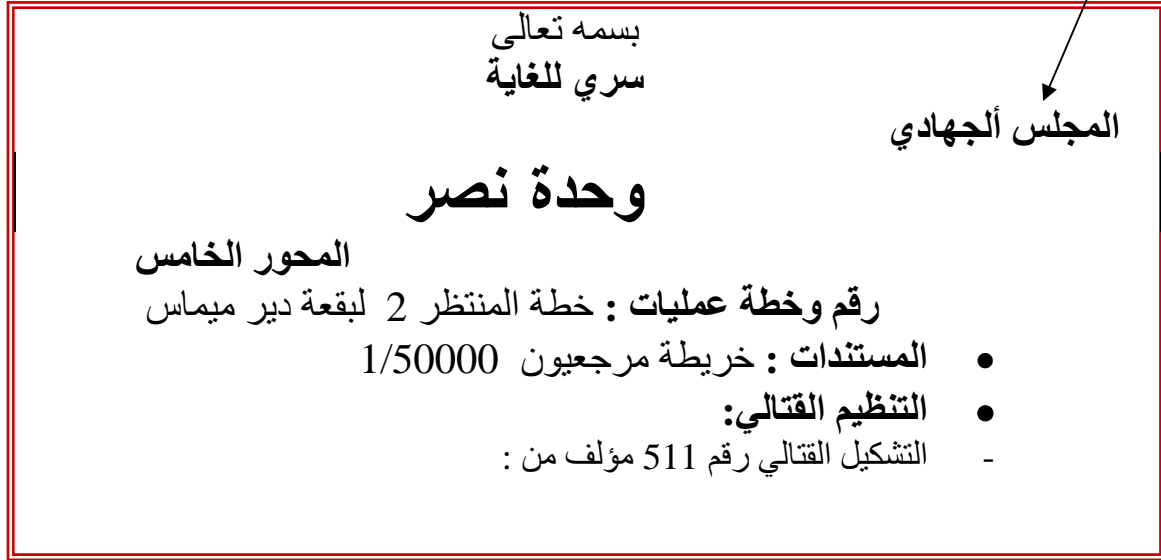 بسمه تعالى
سري للغاية
المجلس ألجهادي
وحدة نصر
المحور الخامس
رقم وخطة عمليات : خطة المنتظر 2 لبقعة دير ميماس
• المستندات : خريطة مرجعيون 1/50000
• التنظيم القتالي:
- التشكيل القتالي رقم 511 مؤلف من :